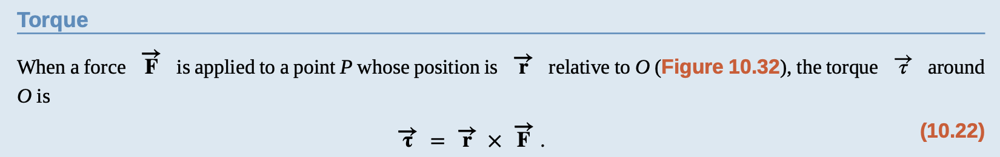 Torque
When a force F⃗ is applied to a point P whose position is r⃗ relative to O (Figure 10.32), the torque τ⃗ around
O is
τ⃗ = r⃗ × F⃗ . (10.22)